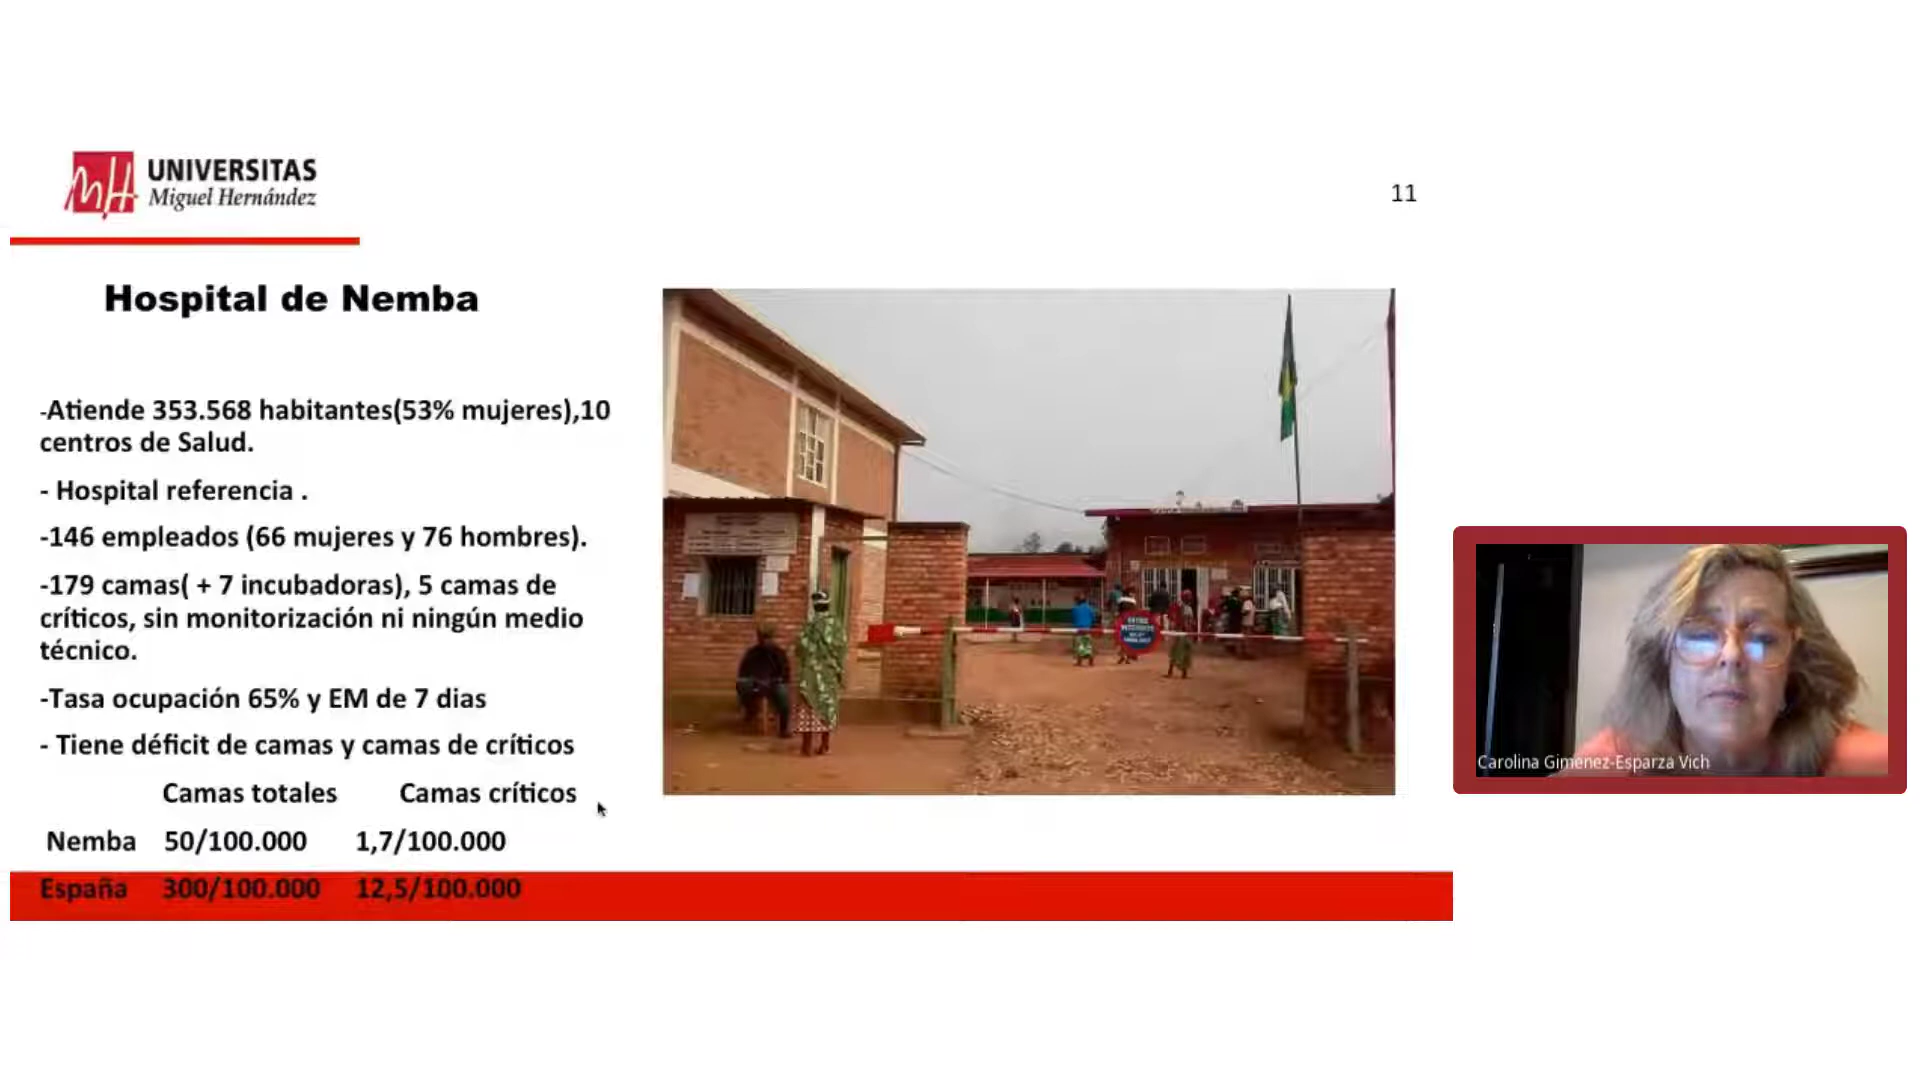 UNIVERSITAS
Miguel Hernández
11
Hospital de Nemba
-Atiende 353.568 habitantes(53% mujeres),10
centros de Salud.
- Hospital referencia .
-146 empleados (66 mujeres y 76 hombres).
-179 camas( + 7 incubadoras), 5 camas de
críticos, sin monitorización ni ningún medio
técnico.
-Tasa ocupación 65% y EM de 7 dias
- Tiene déficit de camas y camas de críticos
Camas totales Camas críticos
Nemba 50/100.000 1,7/100.000
España 300/100.000 12,5/100.000
Carolina Gimenez-Esparza Vich